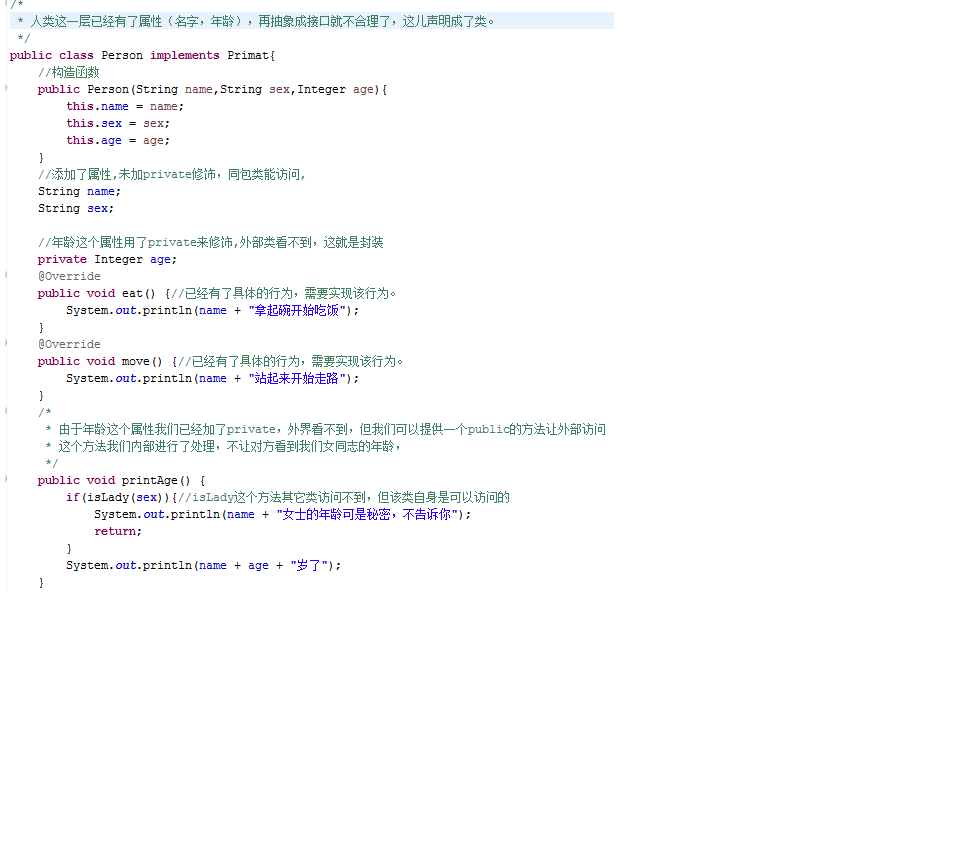 /*
 * 人类这一层已经有了属性（名字，年龄），再抽象成接口就不合理了，这儿声明成了类。
 */
public class Person implements Primat{
    //构造函数
    public Person(String name,String sex,Integer age){
        this.name = name;
        this.sex = sex;
        this.age = age;
    }
    //添加了属性,未加private修饰，同包类能访问,
    String name;
    String sex;

    //年龄这个属性用了private来修饰,外部类看不到，这就是封装
    private Integer age;
    @Override
    public void eat() {//已经有了具体的行为，需要实现该行为。
        System.out.println(name + "拿起碗开始吃饭");
    }
    @Override
    public void move() {//已经有了具体的行为，需要实现该行为。
        System.out.println(name + "站起来开始走路");
    }
    /*
     * 由于年龄这个属性我们已经加了private，外界看不到，但我们可以提供一个public的方法让外部访问
     * 这个方法我们内部进行了处理，不让对方看到我们女同志的年龄，
     */
    public void printAge() {
        if(isLady(sex)){//isLady这个方法其它类访问不到，但该类自身是可以访问的
            System.out.println(name + "女士的年龄可是秘密，不告诉你");
            return;
        }
        System.out.println(name + age + "岁了");
    }